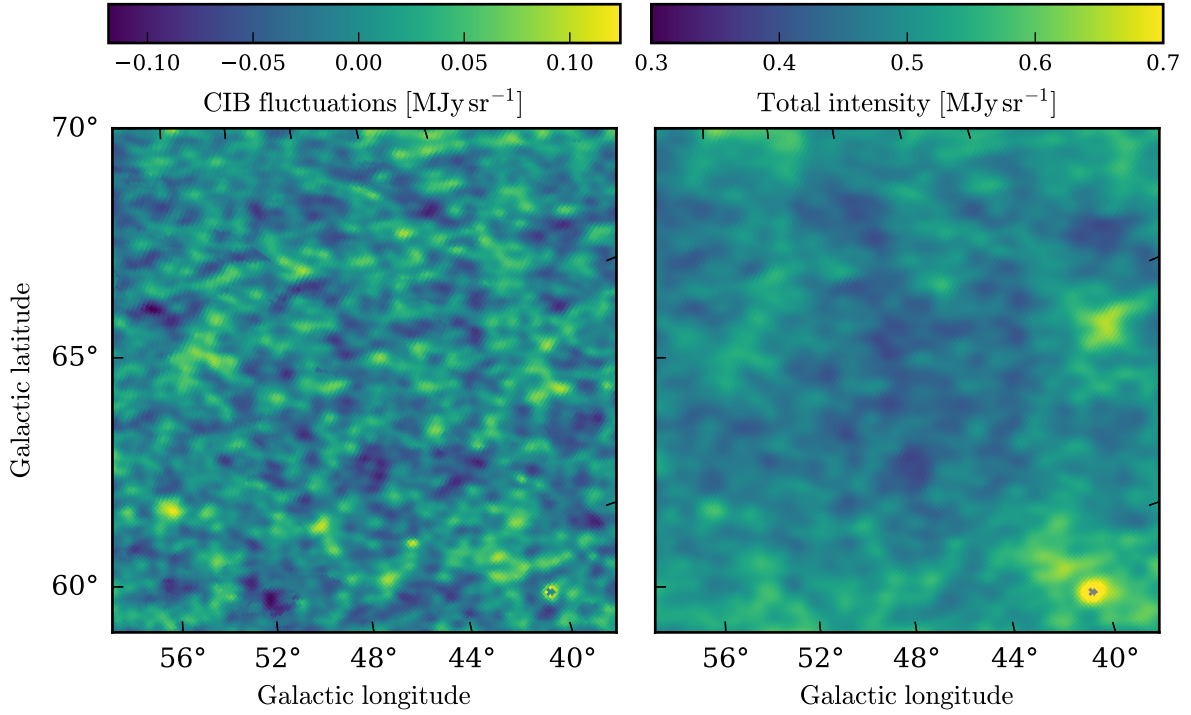 −0.10 −0.05 0.00 0.05 0.10
0.3 0.4 0.5 0.6 0.7
CIB fluctuations [MJy sr⁻¹]
Total intensity [MJy sr⁻¹]
70°
65°
60°
Galactic latitude
56° 52° 48° 44° 40°
56° 52° 48° 44° 40°
Galactic longitude
Galactic longitude